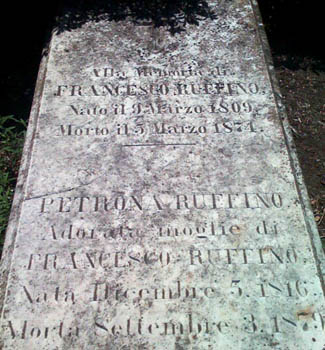 Alla Memoria di
FRANCESCO RUFFINO.
Nato il 9 Marzo 1809.
Morto il 5 Marzo 1874.
PETRONA RUFFINO
Adorata moglie di
FRANCESCO RUFFINO.
Nata Dicembre 5. 1816.
Morta Settembre 3.